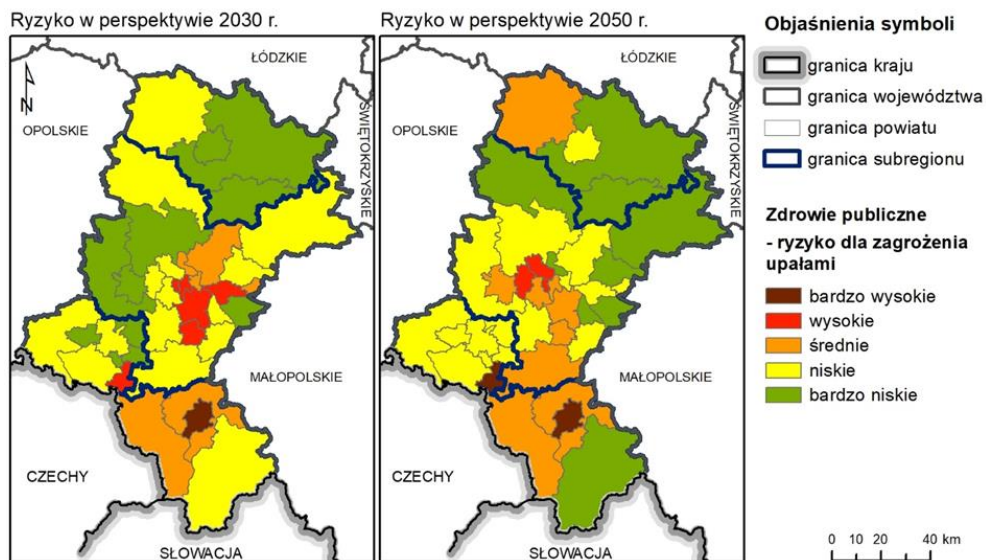 Ryzyko w perspektywie 2030 r.
ŁÓDZKIE
N
OPOLSKIE
ŚWIĘTOKRZYSKIE
MAŁOPOLSKIE
CZECHY
SŁOWACJA
Ryzyko w perspektywie 2050 r.
ŁÓDZKIE
OPOLSKIE
ŚWIĘTOKRZYSKIE
MAŁOPOLSKIE
CZECHY
SŁOWACJA
Objaśnienia symboli
granica kraju
granica województwa
granica powiatu
granica subregionu
Zdrowie publiczne
- ryzyko dla zagrożenia
upałami
bardzo wysokie
wysokie
średnie
niskie
bardzo niskie
0 10 20 40 km